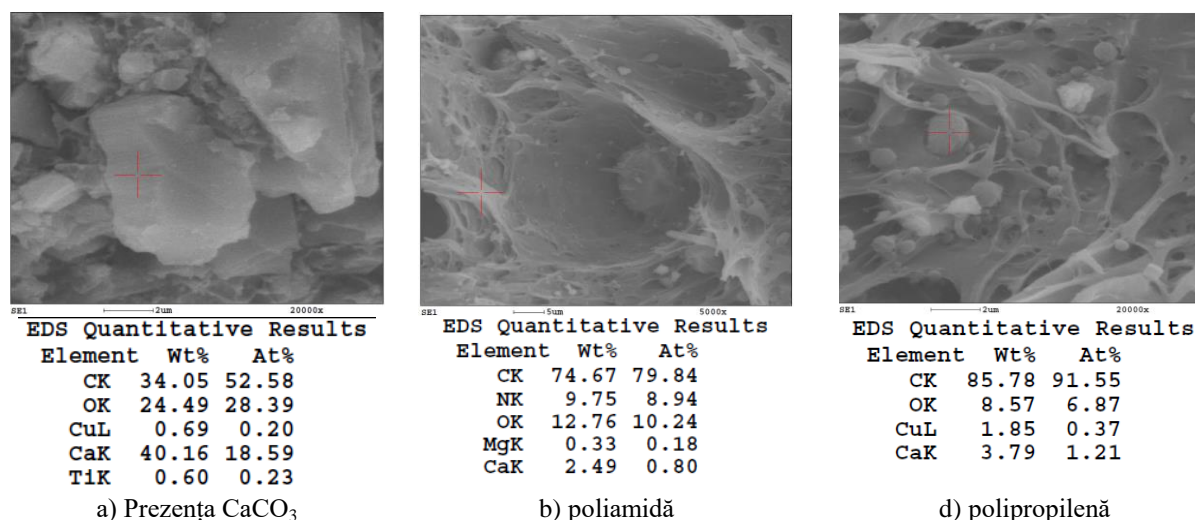 SE1 2um 20000x
EDS Quantitative Results
Element Wt% At%
CK 34.05 52.58
OK 24.49 28.39
CuL 0.69 0.20
CaK 40.16 18.59
TiK 0.60 0.23
a) Prezența CaCO₃
SE1 5um 5000x
EDS Quantitative Results
Element Wt% At%
CK 74.67 79.84
NK 9.75 8.94
OK 12.76 10.24
MgK 0.33 0.18
CaK 2.49 0.80
b) poliamidă
SE1 2um 20000x
EDS Quantitative Results
Element Wt% At%
CK 85.78 91.55
OK 8.57 6.87
CuL 1.85 0.37
CaK 3.79 1.21
d) polipropilenă